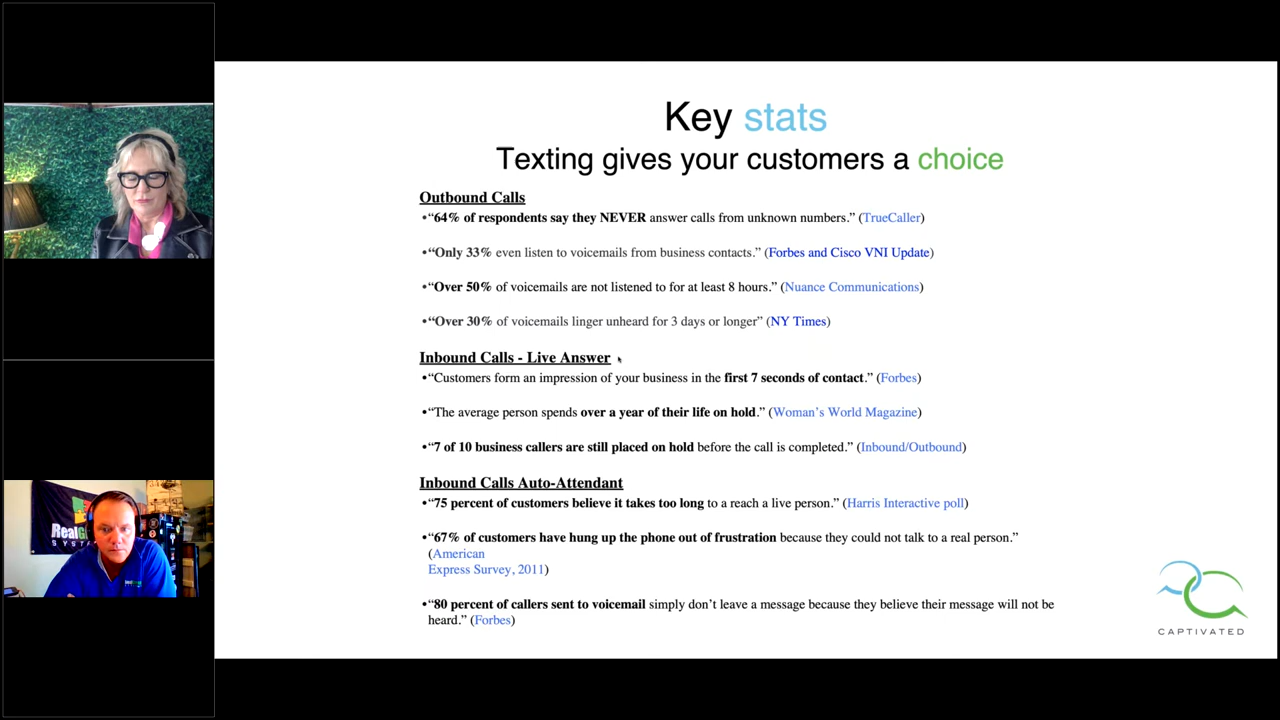 Key stats
Texting gives your customers a choice
Outbound Calls
•“64% of respondents say they NEVER answer calls from unknown numbers.” (TrueCaller)
•“Only 33% even listen to voicemails from business contacts.” (Forbes and Cisco VNI Update)
•“Over 50% of voicemails are not listened to for at least 8 hours.” (Nuance Communications)
•“Over 30% of voicemails linger unheard for 3 days or longer” (NY Times)
Inbound Calls - Live Answer
•“Customers form an impression of your business in the first 7 seconds of contact.” (Forbes)
•“The average person spends over a year of their life on hold.” (Woman’s World Magazine)
•“7 of 10 business callers are still placed on hold before the call is completed.” (Inbound/Outbound)
Inbound Calls Auto-Attendant
•“75 percent of customers believe it takes too long to a reach a live person.” (Harris Interactive poll)
•“67% of customers have hung up the phone out of frustration because they could not talk to a real person.”
(American
Express Survey, 2011)
•“80 percent of callers sent to voicemail simply don’t leave a message because they believe their message will not be
heard.” (Forbes)
CAPTIVATED